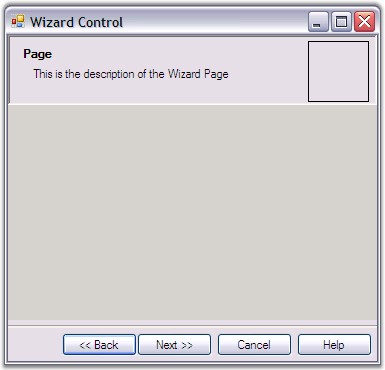 Wizard Control
Page
This is the description of the Wizard Page
<< Back
Next >>
Cancel
Help